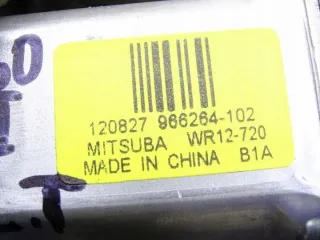 120827 966264-102
MITSUBA WR12-720
MADE IN CHINA B1A